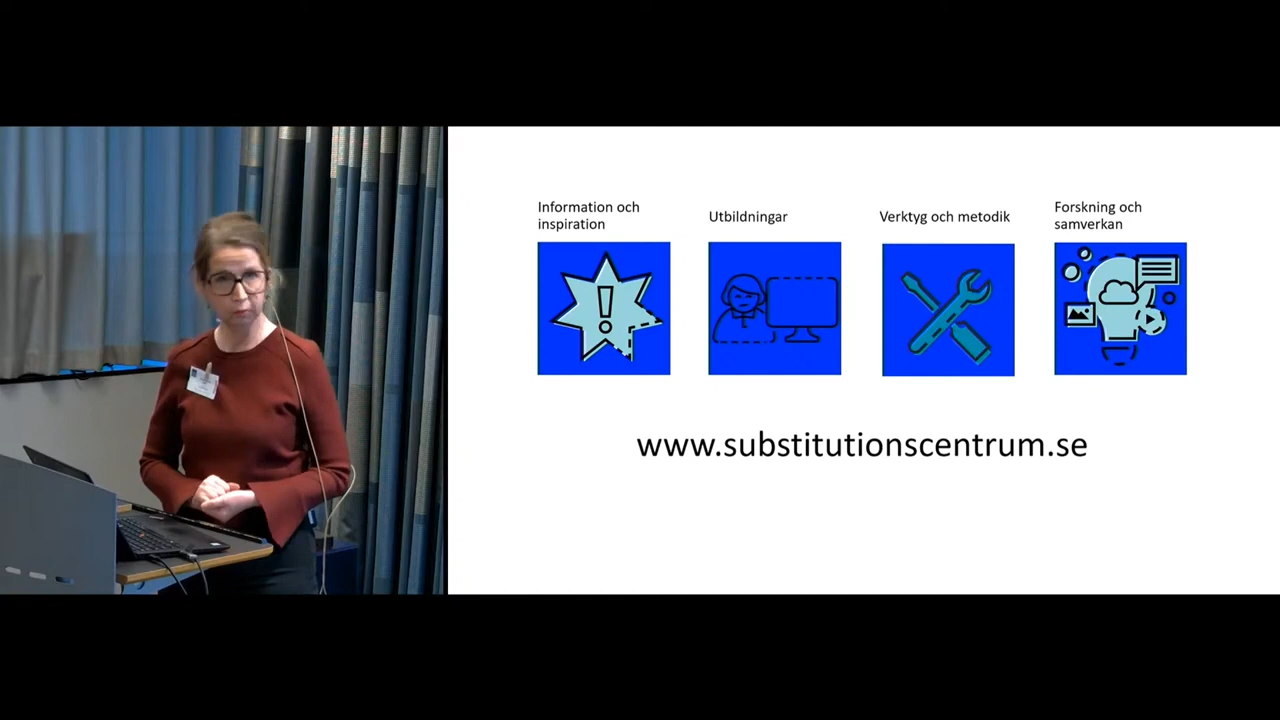 Information och
inspiration
Utbildningar
Verktyg och metodik
Forskning och
samverkan
www.substitutionscentrum.se